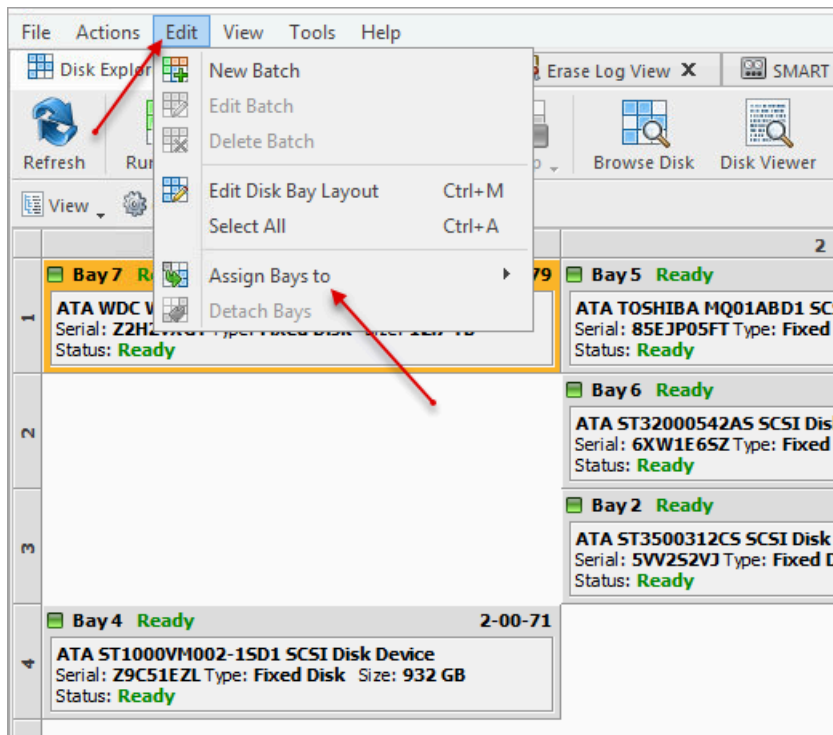 File Actions Edit View Tools Help
Disk Explor Erase Log View X SMART
New Batch
Edit Batch
Delete Batch
Refresh Run Browse Disk Disk Viewer
Edit Disk Bay Layout Ctrl+M
View
Select All Ctrl+A
2
Assign Bays to
Detach Bays
1
Bay 7 79
ATA WDC
Serial: Type: Fixed Disk
Status: Ready
Bay 5 Ready
ATA TOSHIBA MQ01ABD1 SC
Serial: 85EJP05FT Type: Fixed
Status: Ready
2
Bay 6 Ready
ATA ST32000542AS SCSI Dis
Serial: 6XW1E6SZ Type: Fixed
Status: Ready
3
Bay 2 Ready
ATA ST3500312CS SCSI Disk
Serial: 5VV2S2VJ Type: Fixed D
Status: Ready
4
Bay 4 Ready 2-00-71
ATA ST1000VM002-1SD1 SCSI Disk Device
Serial: Z9C51EZL Type: Fixed Disk Size: 932 GB
Status: Ready